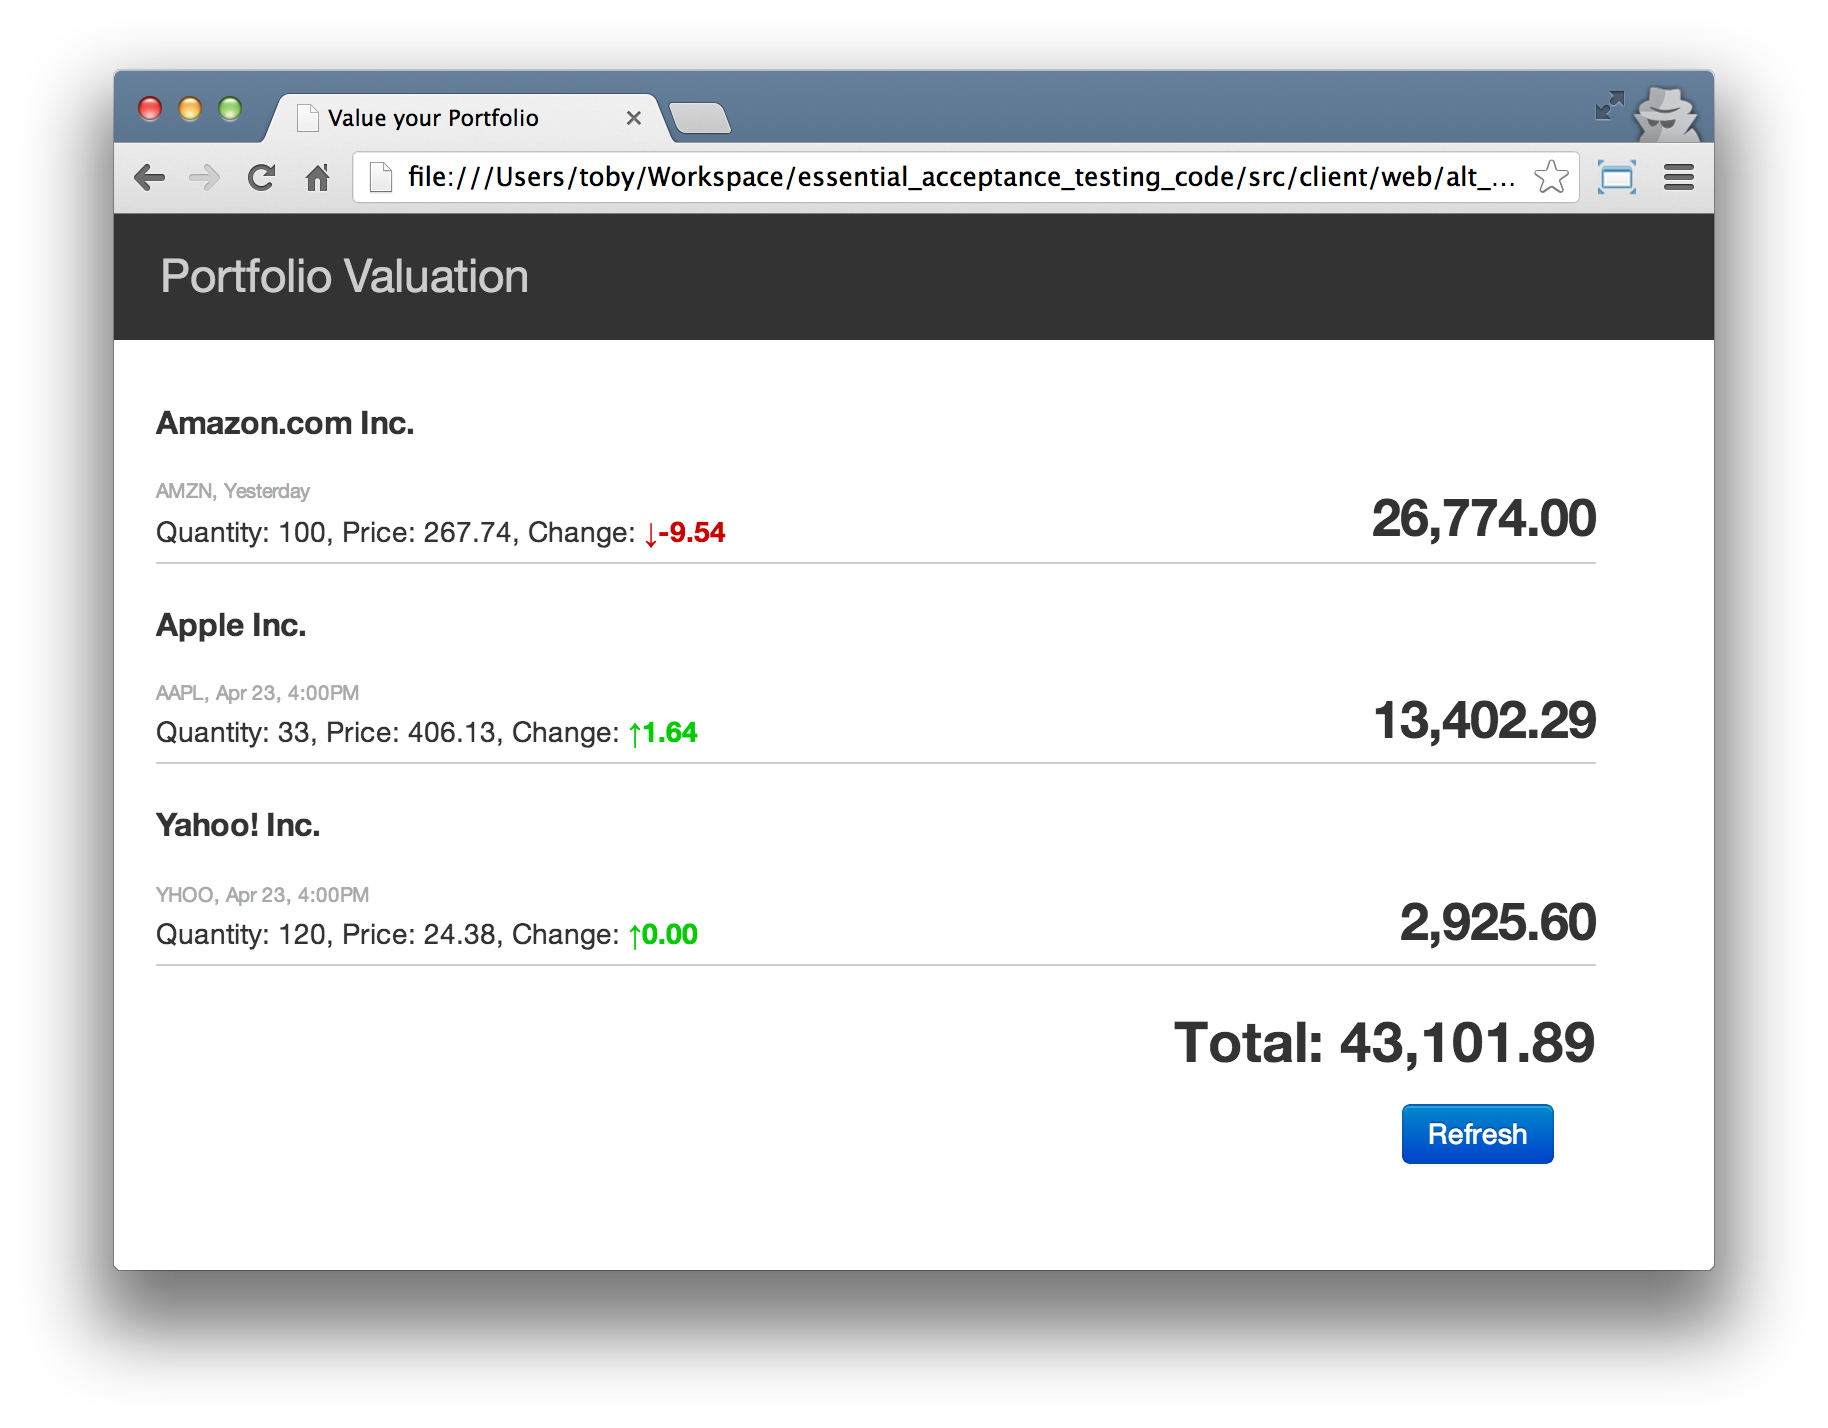 Value your Portfolio
file:///Users/toby/Workspace/essential_acceptance_testing_code/src/client/web/alt_...
Portfolio Valuation
Amazon.com Inc.
AMZN, Yesterday
Quantity: 100, Price: 267.74, Change: ↓-9.54
26,774.00
Apple Inc.
AAPL, Apr 23, 4:00PM
Quantity: 33, Price: 406.13, Change: ↑1.64
13,402.29
Yahoo! Inc.
YHOO, Apr 23, 4:00PM
Quantity: 120, Price: 24.38, Change: ↑0.00
2,925.60
Total: 43,101.89
Refresh